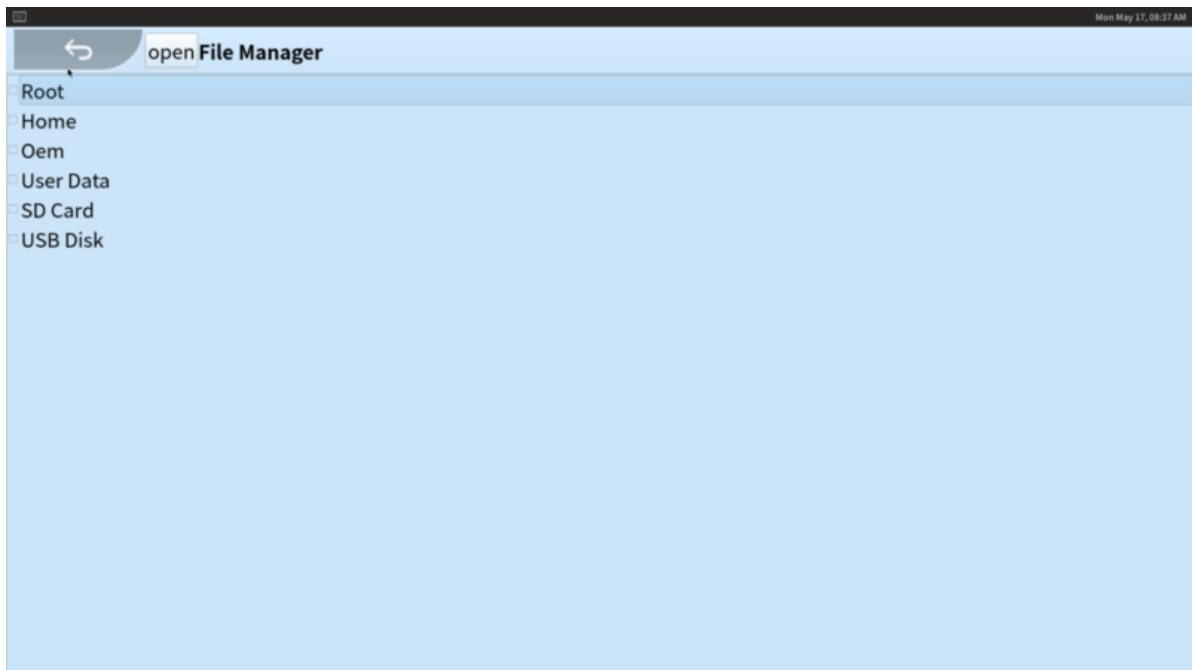 Mon May 17, 08:37 AM
open File Manager
Root
Home
Oem
User Data
SD Card
USB Disk